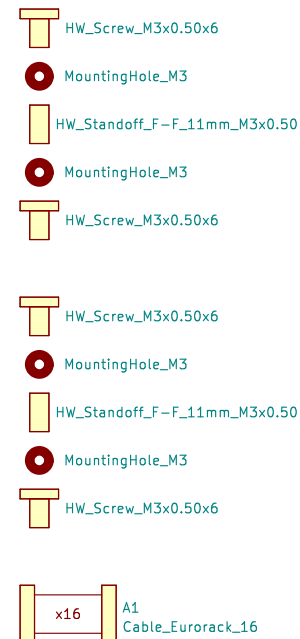 HW_Screw_M3x0.50x6
MountingHole_M3
HW_Standoff_F-F_11mm_M3x0.50
MountingHole_M3
HW_Screw_M3x0.50x6
HW_Screw_M3x0.50x6
MountingHole_M3
HW_Standoff_F-F_11mm_M3x0.50
MountingHole_M3
HW_Screw_M3x0.50x6
x16
A1
Cable_Eurorack_16